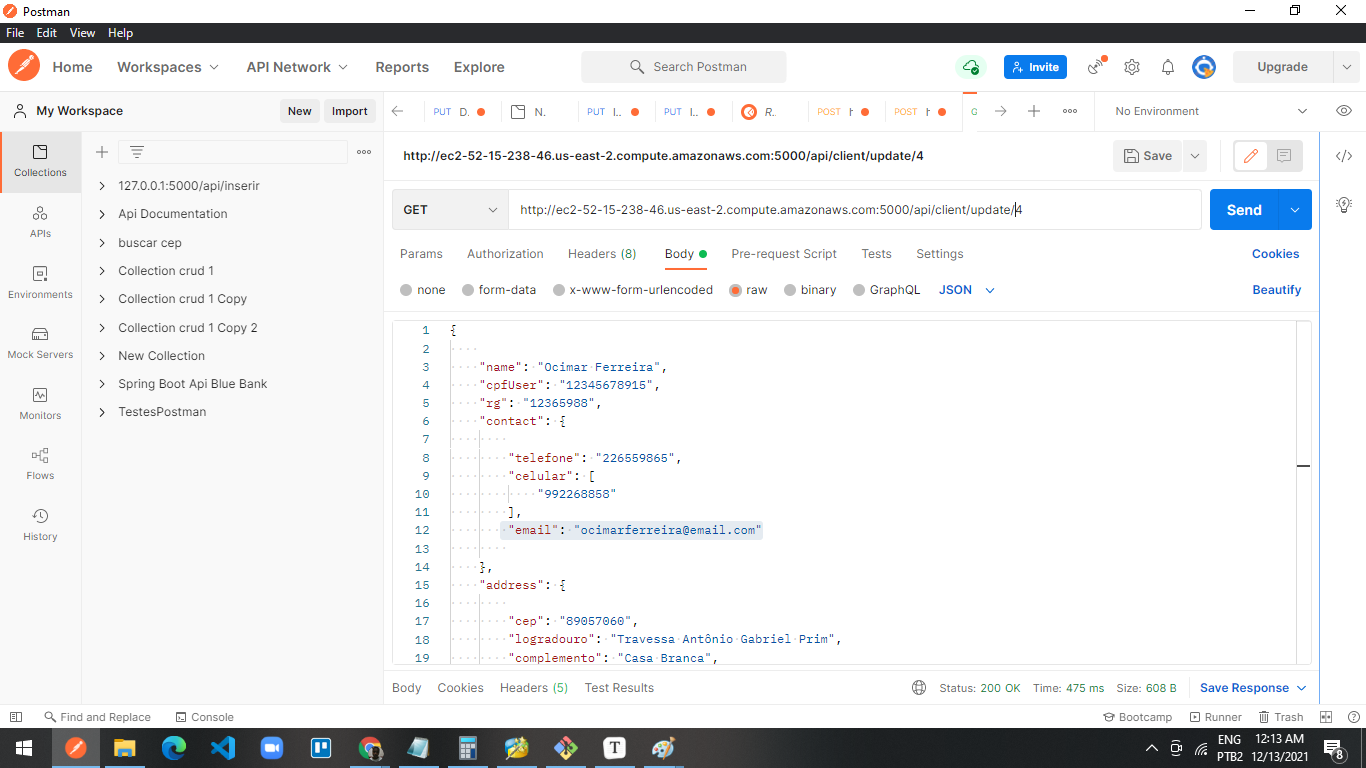 Postman
File Edit View Help
Home Workspaces API Network Reports Explore Search Postman Invite Upgrade
My Workspace New Import PUT D. N. PUT I.. PUT I.. R. POST POST G No Environment
Collections
APIs
Environments
Mock Servers
Monitors
Flows
History
127.0.0.1:5000/api/inserir
Api Documentation
buscar cep
Collection crud 1
Collection crud 1 Copy
Collection crud 1 Copy 2
New Collection
Spring Boot Api Blue Bank
TestesPostman
http://ec2-52-15-238-46.us-east-2.compute.amazonaws.com:5000/api/client/update/4 Save
GET http://ec2-52-15-238-46.us-east-2.compute.amazonaws.com:5000/api/client/update/4 Send
Params Authorization Headers (8) Body Pre-request Script Tests Settings Cookies
none form-data x-www-form-urlencoded raw binary GraphQL JSON Beautify
1 {
2
3 "name": "Ocimar Ferreira",
4 "cpfUser": "12345678915",
5 "rg": "12365988",
6 "contact": {
7
8 "telefone": "226559865",
9 "celular": [
10 "992268858"
11 ],
12 "email": "ocimarferreira@email.com"
13
14 },
15 "address": {
16
17 "cep": "89057060",
18 "logradouro": "Travessa Antônio Gabriel Prim",
19 "complemento": "Casa Branca",
Body Cookies Headers (5) Test Results Status: 200 OK Time: 475 ms Size: 608 B Save Response
Find and Replace Console Bootcamp Runner Trash
T ENG 12:13 AM
PTB2 12/13/2021 8